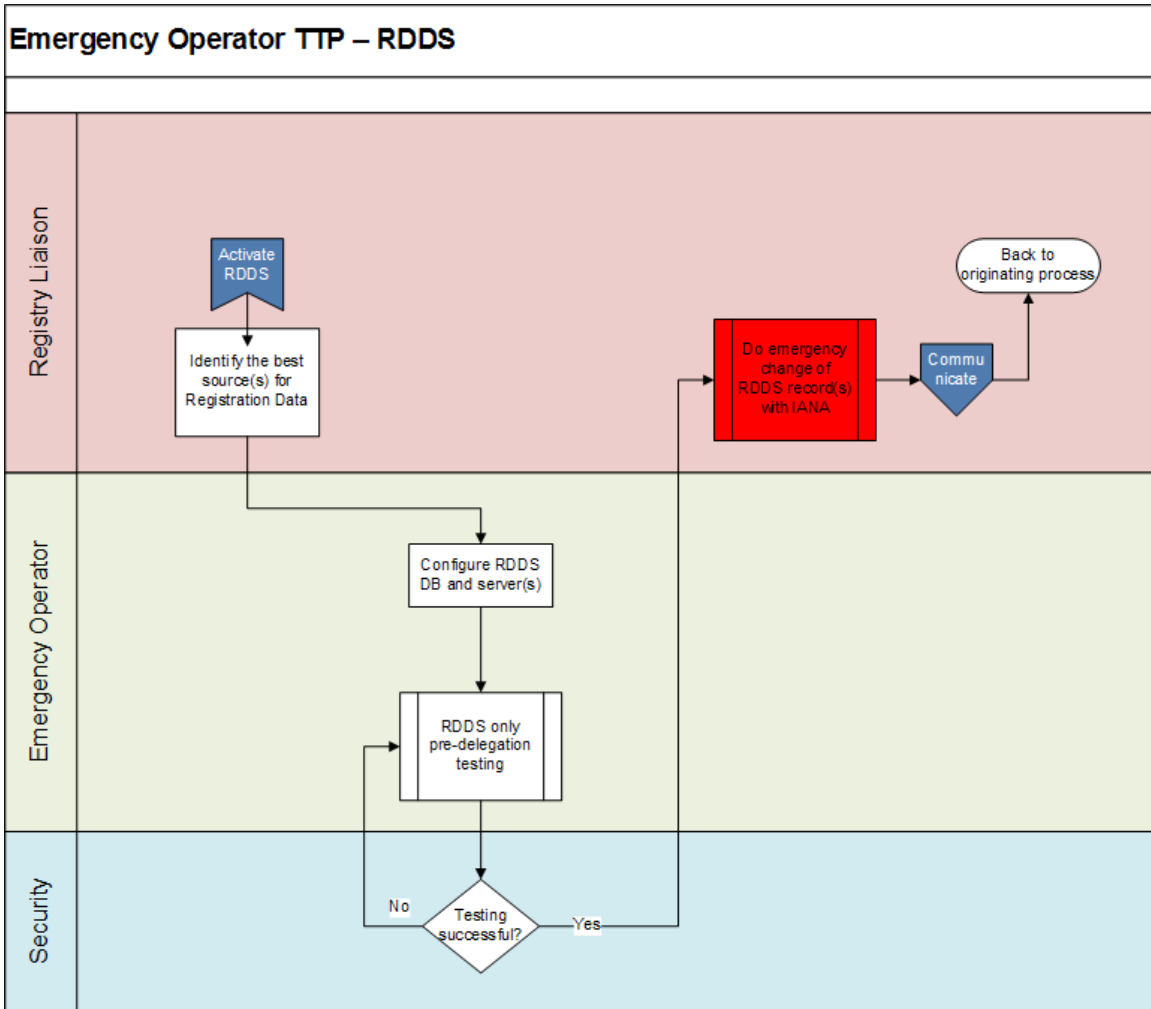 Emergency Operator TTP – RDDS
Registry Liaison
Activate
RDDS
Identify the best
source(s) for
Registration Data
Do emergency
change of
RDDS record(s)
with IANA
Commu
nicate
Back to
originating process
Emergency Operator
Configure RDDS
DB and server(s)
RDDS only
pre-delegation
testing
Security
No
Testing
successful?
Yes